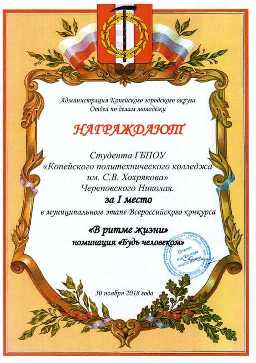 Администрация Копейского городского округа
Отдел по делам молодёжи
НАГРАЖДАЮТ
Студента ГБПОУ
«Копейского политехнического колледжа
им. С.В. Хохрякова»
Череповского Николая.
за I место
в муниципальном этапе Всероссийского конкурса
«В ритме жизни»
номинация «Будь человеком»
30 ноября 2018 года